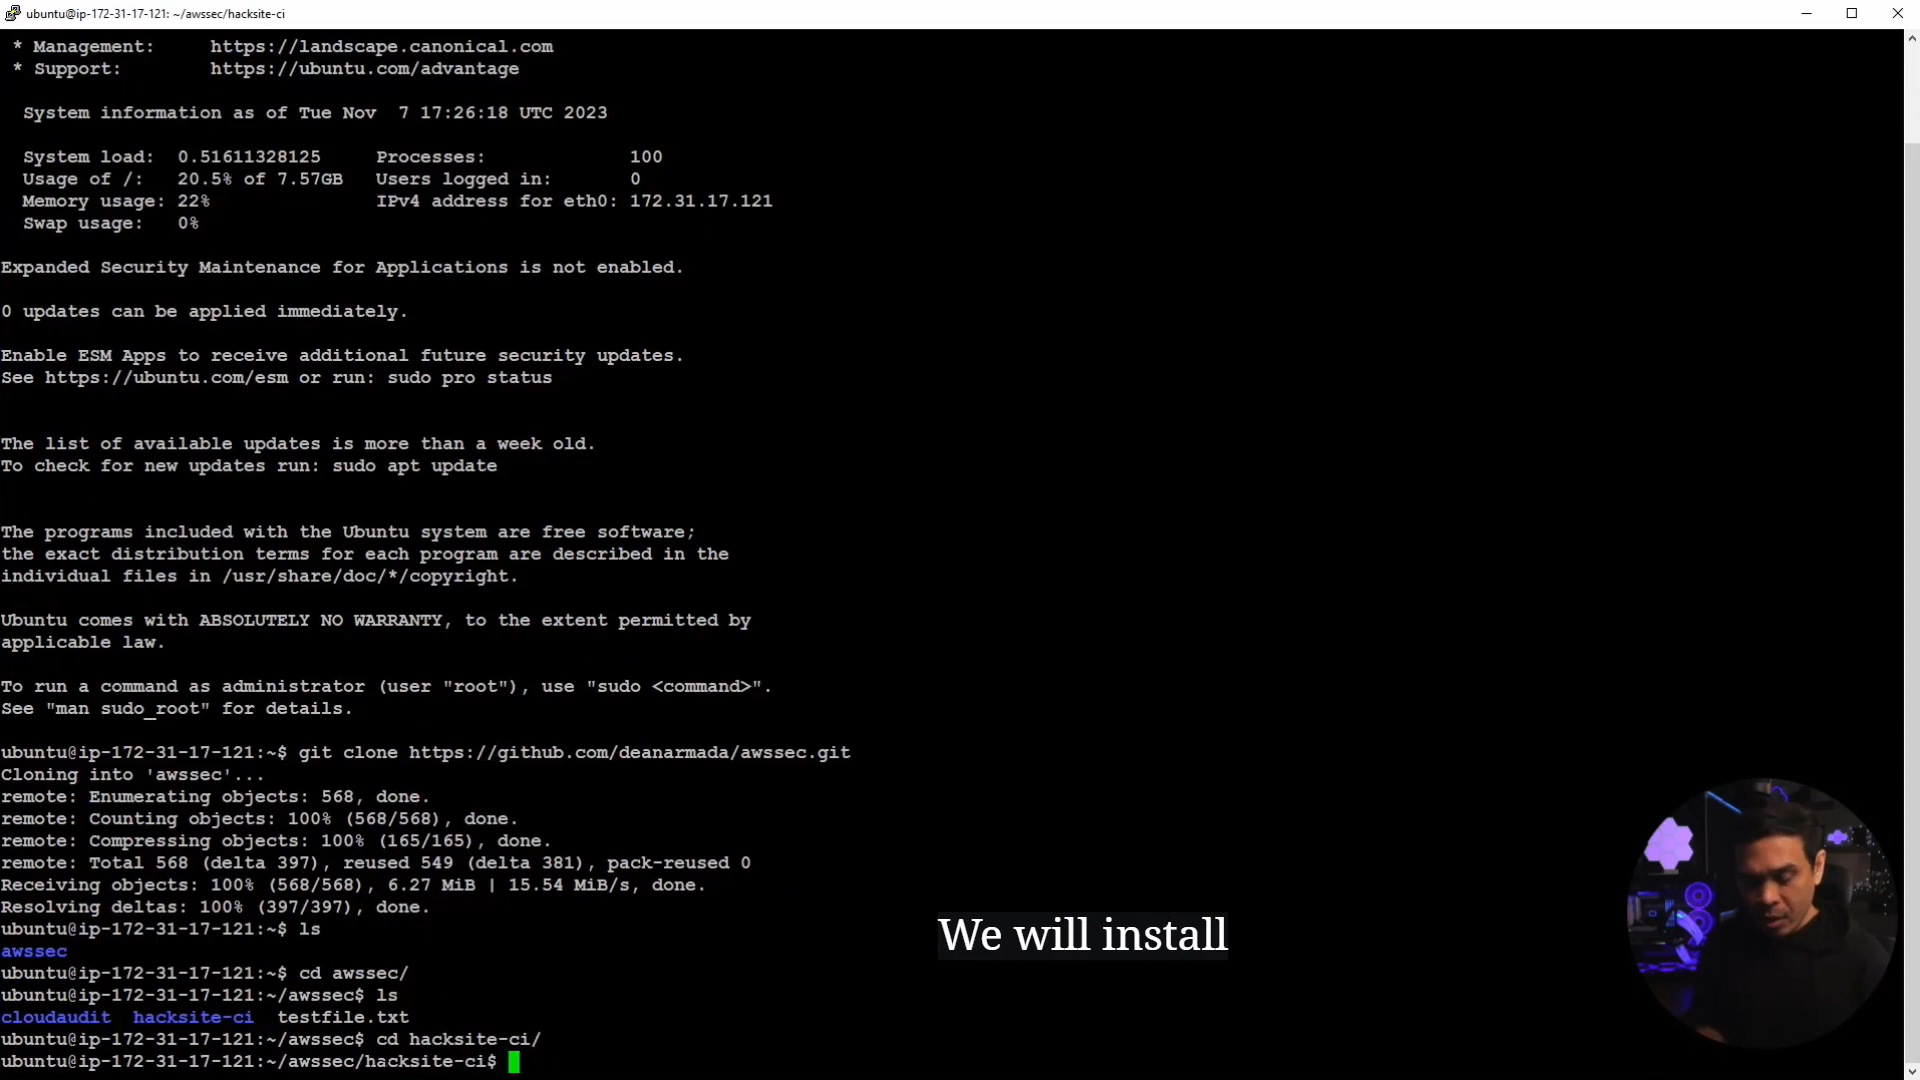 ubuntu@ip-172-31-17-121: ~/awssec/hacksite-ci
* Management:     https://landscape.canonical.com
* Support:        https://ubuntu.com/advantage
System information as of Tue Nov  7 17:26:18 UTC 2023
System load:  0.51611328125     Processes:             100
Usage of /:   20.5% of 7.57GB   Users logged in:       0
Memory usage: 22%               IPv4 address for eth0: 172.31.17.121
Swap usage:   0%
Expanded Security Maintenance for Applications is not enabled.
0 updates can be applied immediately.
Enable ESM Apps to receive additional future security updates.
See https://ubuntu.com/esm or run: sudo pro status
The list of available updates is more than a week old.
To check for new updates run: sudo apt update
The programs included with the Ubuntu system are free software;
the exact distribution terms for each program are described in the
individual files in /usr/share/doc/*/copyright.
Ubuntu comes with ABSOLUTELY NO WARRANTY, to the extent permitted by
applicable law.
To run a command as administrator (user "root"), use "sudo <command>".
See "man sudo_root" for details.
ubuntu@ip-172-31-17-121:~$ git clone https://github.com/deanarmada/awssec.git
Cloning into 'awssec'...
remote: Enumerating objects: 568, done.
remote: Counting objects: 100% (568/568), done.
remote: Compressing objects: 100% (165/165), done.
remote: Total 568 (delta 397), reused 549 (delta 381), pack-reused 0
Receiving objects: 100% (568/568), 6.27 MiB | 15.54 MiB/s, done.
Resolving deltas: 100% (397/397), done.
ubuntu@ip-172-31-17-121:~$ ls
awssec
ubuntu@ip-172-31-17-121:~$ cd awssec/
ubuntu@ip-172-31-17-121:~/awssec$ ls
cloudaudit  hacksite-ci  testfile.txt
ubuntu@ip-172-31-17-121:~/awssec$ cd hacksite-ci/
ubuntu@ip-172-31-17-121:~/awssec/hacksite-ci$
We will install